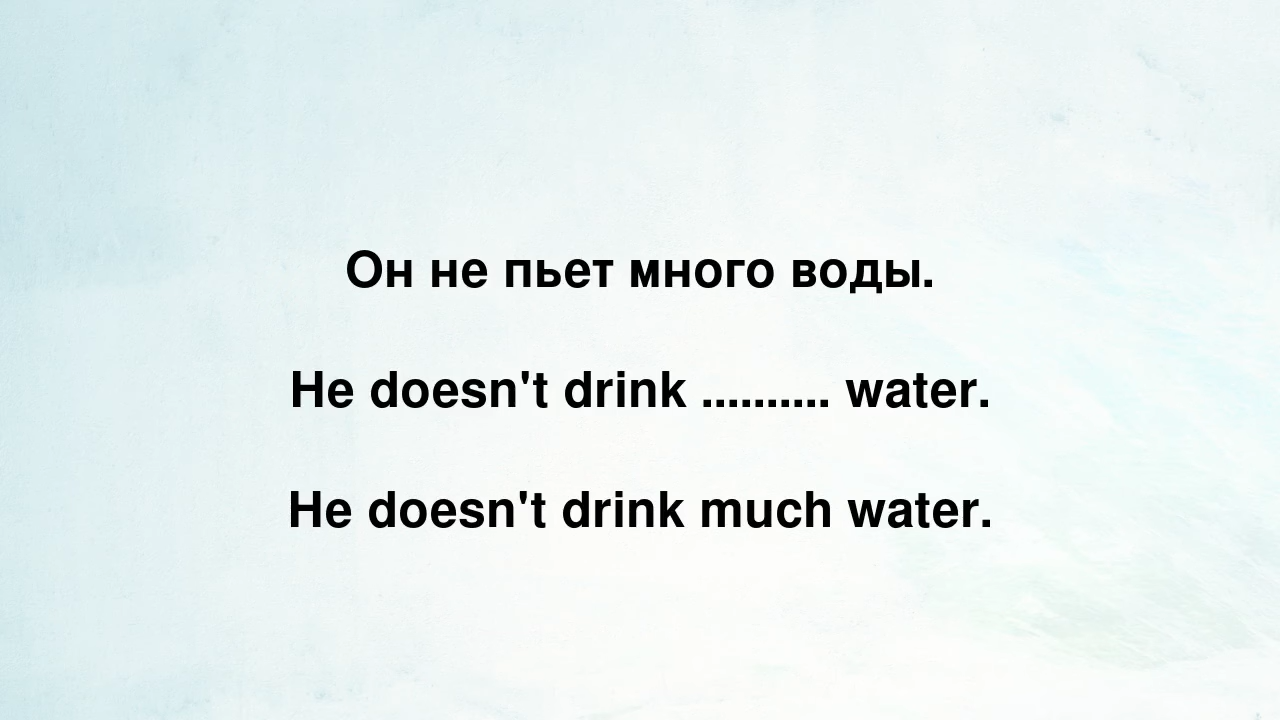 Он не пьет много воды.
He doesn't drink .......... water.
He doesn't drink much water.